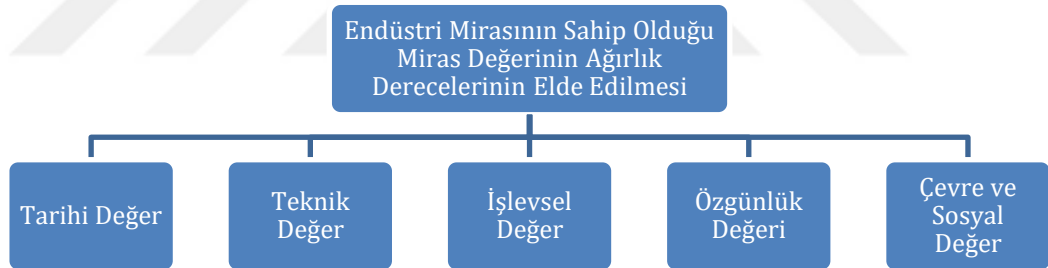 Endüstri Mirasının Sahip Olduğu
Miras Değerinin Ağırlık
Derecelerinin Elde Edilmesi
Tarihi Değer
Teknik
Değer
İşlevsel
Değer
Özgünlük
Değeri
Çevre ve
Sosyal
Değer